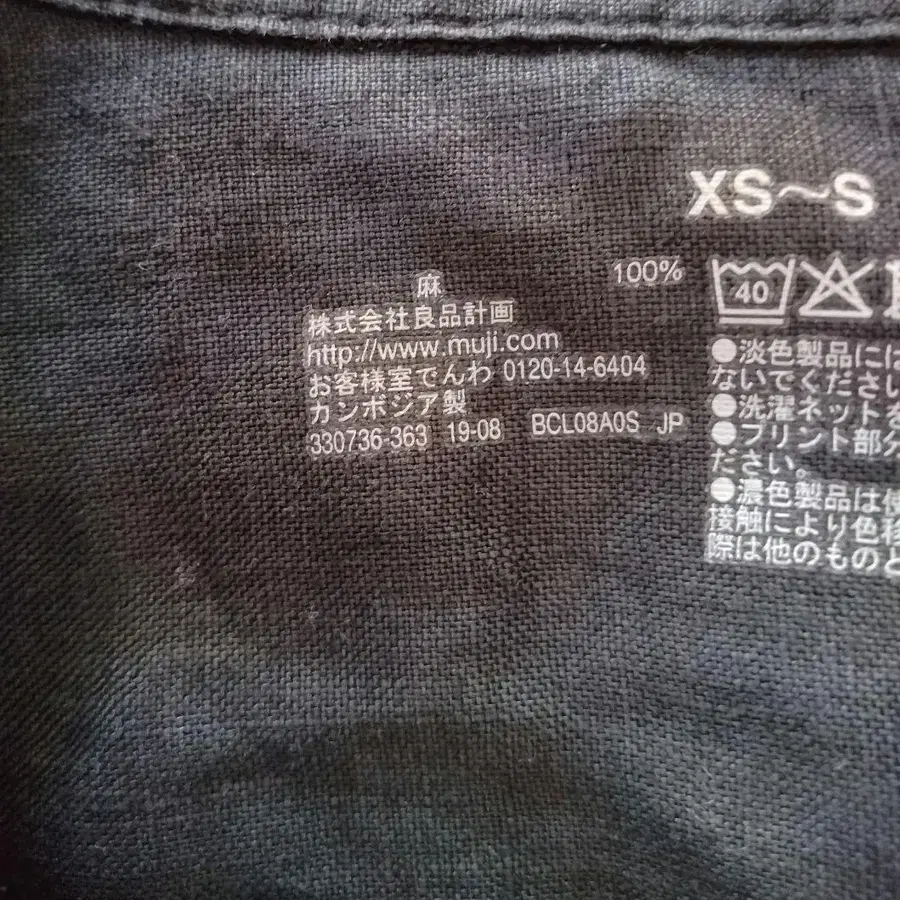 XS～S
麻 100%
株式会社良品計画
http://www.muji.com
お客様室でんわ 0120-14-6404
カンボジア製
330736-363 19-08 BCL08A0S JP
40
●淡色製品には
ないでください
●洗濯ネットを
●プリント部分
ださい。
●濃色製品は使
接触により色移
際は他のものと